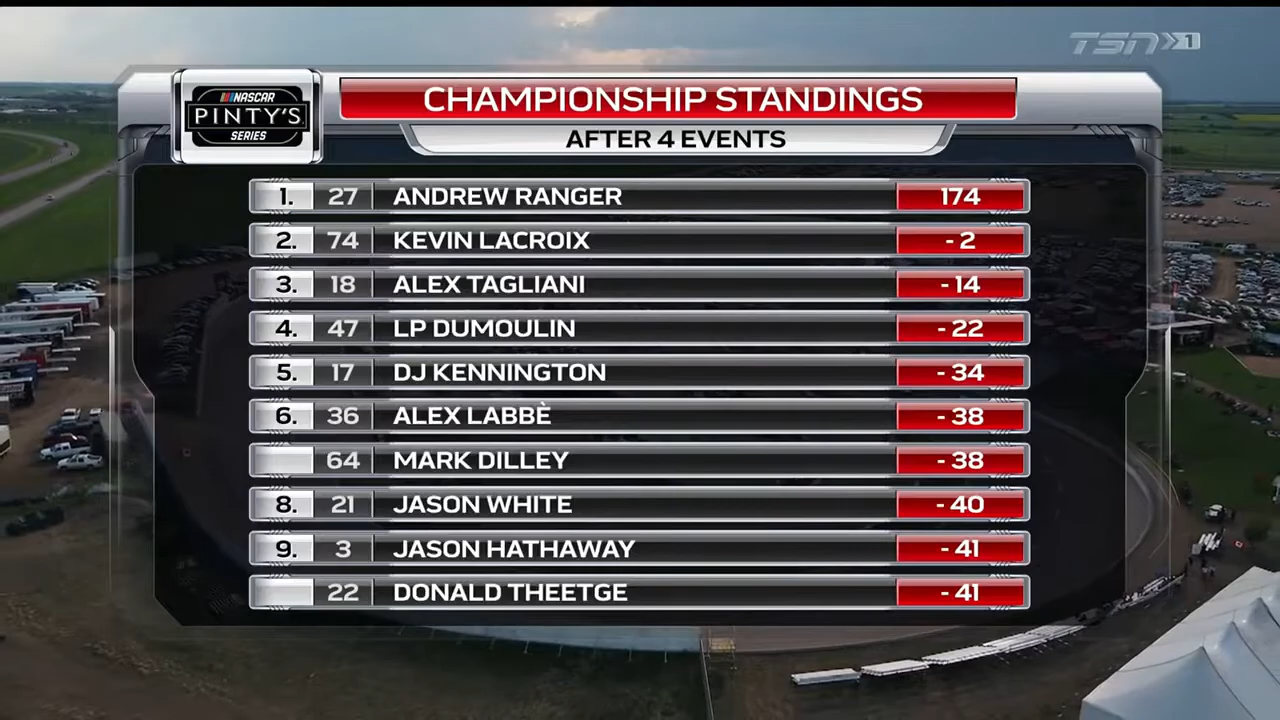 TSN 1
NASCAR
PINTY'S
SERIES
CHAMPIONSHIP STANDINGS
AFTER 4 EVENTS
1. 27 ANDREW RANGER 174
2. 74 KEVIN LACROIX - 2
3. 18 ALEX TAGLIANI - 14
4. 47 LP DUMOULIN - 22
5. 17 DJ KENNINGTON - 34
6. 36 ALEX LABBÈ - 38
64 MARK DILLEY - 38
8. 21 JASON WHITE - 40
9. 3 JASON HATHAWAY - 41
22 DONALD THEETGE - 41